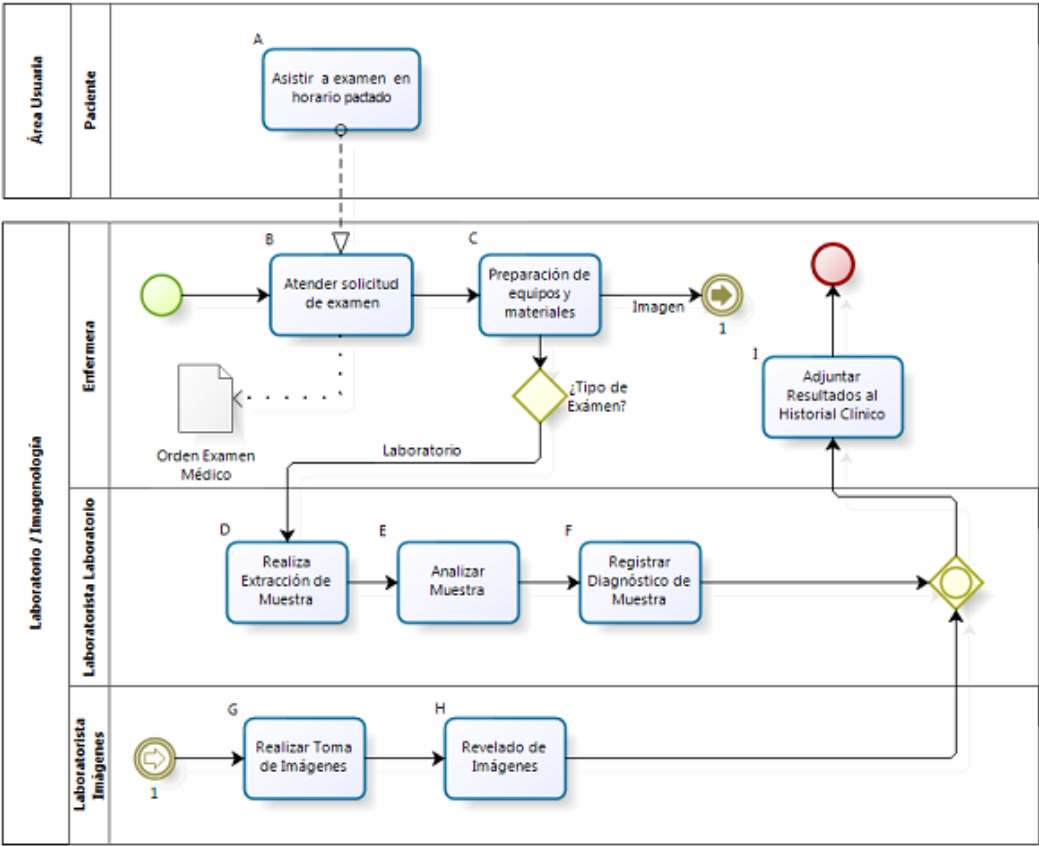 Área Usuaria
Paciente
A
Asistir a examen en
horario pactado
Laboratorio / Imagenología
Enfermera
B
Atender solicitud
de examen
C
Preparación de
equipos y
materiales
Imagen
1
¿Tipo de
Exámen?
Orden Examen
Médico
Laboratorio
I
Adjuntar
Resultados al
Historial Clínico
Laboratorista Laboratorio
D
Realiza
Extracción de
Muestra
E
Analizar
Muestra
F
Registrar
Diagnóstico de
Muestra
Laboratorista
Imágenes
1
G
Realizar Toma
de Imágenes
H
Revelado de
Imágenes